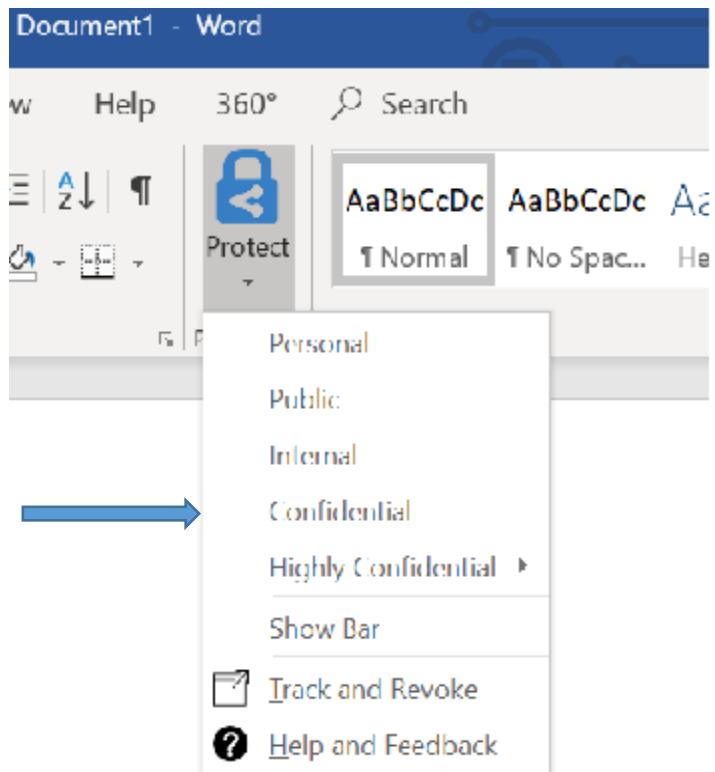 Document1 - Word
w Help 360° Search
A Z ¶
Protect
AaBbCcDc AaBbCcDc Aa
¶ Normal ¶ No Spac... He
P
Personal
Public
Internal
Confidential
Highly Confidential
Show Bar
Track and Revoke
Help and Feedback